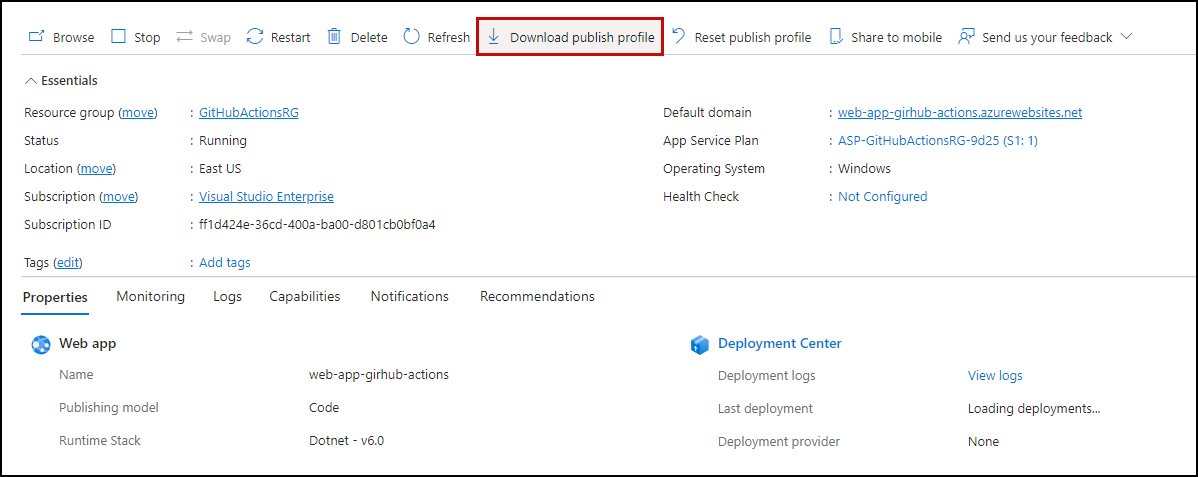 Browse Stop Swap Restart Delete Refresh Download publish profile Reset publish profile Share to mobile Send us your feedback
Essentials
Resource group (move) : GitHubActionsRG Default domain : web-app-girhub-actions.azurewebsites.net
Status : Running App Service Plan : ASP-GitHubActionsRG-9d25 (S1: 1)
Location (move) : East US Operating System : Windows
Subscription (move) : Visual Studio Enterprise Health Check : Not Configured
Subscription ID : ff1d424e-36cd-400a-ba00-d801cb0bf0a4
Tags (edit) : Add tags
Properties Monitoring Logs Capabilities Notifications Recommendations
Web app Deployment Center
Name web-app-girhub-actions Deployment logs View logs
Publishing model Code Last deployment Loading deployments...
Runtime Stack Dotnet - v6.0 Deployment provider None